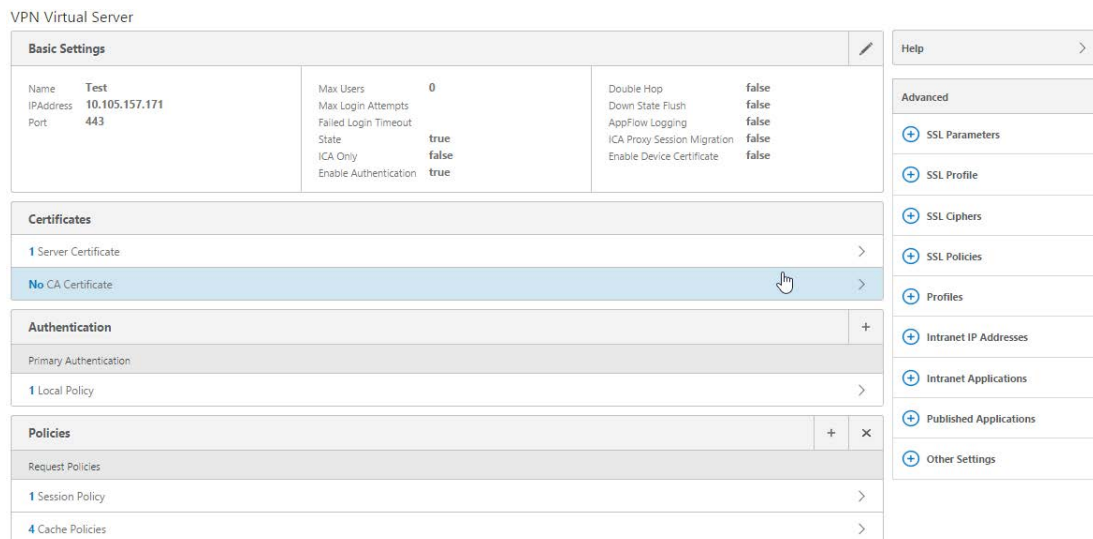 VPN Virtual Server
Basic Settings
Name Test
IPAddress 10.105.157.171
Port 443
Max Users 0
Max Login Attempts
Failed Login Timeout
State true
ICA Only false
Enable Authentication true
Double Hop false
Down State Flush false
AppFlow Logging false
ICA Proxy Session Migration false
Enable Device Certificate false
Certificates
1 Server Certificate
No CA Certificate
Authentication
Primary Authentication
1 Local Policy
Policies
Request Policies
1 Session Policy
4 Cache Policies
Help
Advanced
SSL Parameters
SSL Profile
SSL Ciphers
SSL Policies
Profiles
Intranet IP Addresses
Intranet Applications
Published Applications
Other Settings